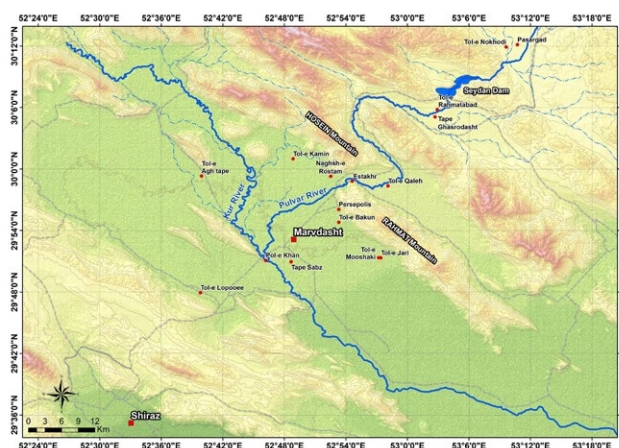 52°24'0"E 52°30'0"E 52°36'0"E 52°42'0"E 52°48'0"E 52°54'0"E 53°0'0"E 53°6'0"E 53°12'0"E 53°18'0"E
30°12'0"N
Tol-e Nokhodi
Pasargad
Seydan Dam
30°6'0"N
Tol-e
Rahmatabad
Tape
Ghasrodasht
HOSEIN Mountain
Tol-e Kamin
30°0'0"N
Tol-e
Agh tape
Naghsh-e
Rostam
Estakhr
Tol-e Qaleh
Kur River
Pulvar River
Persepolis
Tol-e Bakun
29°54'0"N
Marvdasht
RAHMAT Mountain
Tol-e
Mooshaki
Tol-e Jari
Pol-e Khan
Tape Sabz
29°48'0"N
Tol-e Lopooee
29°42'0"N
29°36'0"N
Shiraz
0 3 6 9 12
Km
52°24'0"E 52°30'0"E 52°36'0"E 52°42'0"E 52°48'0"E 52°54'0"E 53°0'0"E 53°6'0"E 53°12'0"E 53°18'0"E